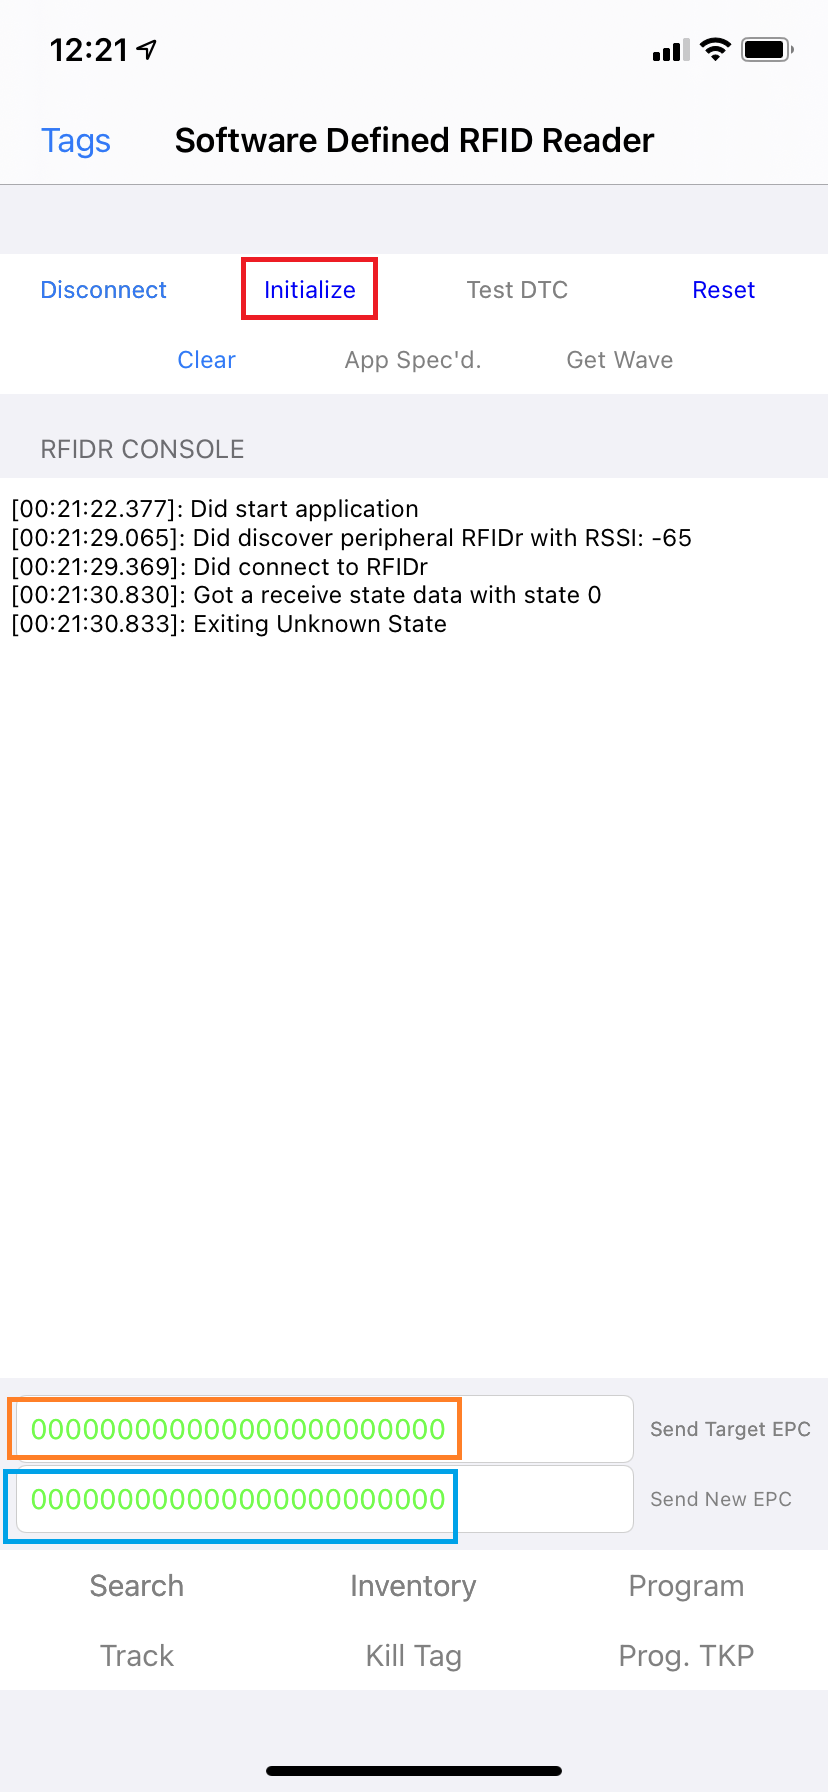 12:21
Tags Software Defined RFID Reader
Disconnect Initialize Test DTC Reset
Clear App Spec'd. Get Wave
RFIDR CONSOLE
[00:21:22.377]: Did start application
[00:21:29.065]: Did discover peripheral RFIDr with RSSI: -65
[00:21:29.369]: Did connect to RFIDr
[00:21:30.830]: Got a receive state data with state 0
[00:21:30.833]: Exiting Unknown State
000000000000000000000000 Send Target EPC
000000000000000000000000 Send New EPC
Search Inventory Program
Track Kill Tag Prog. TKP